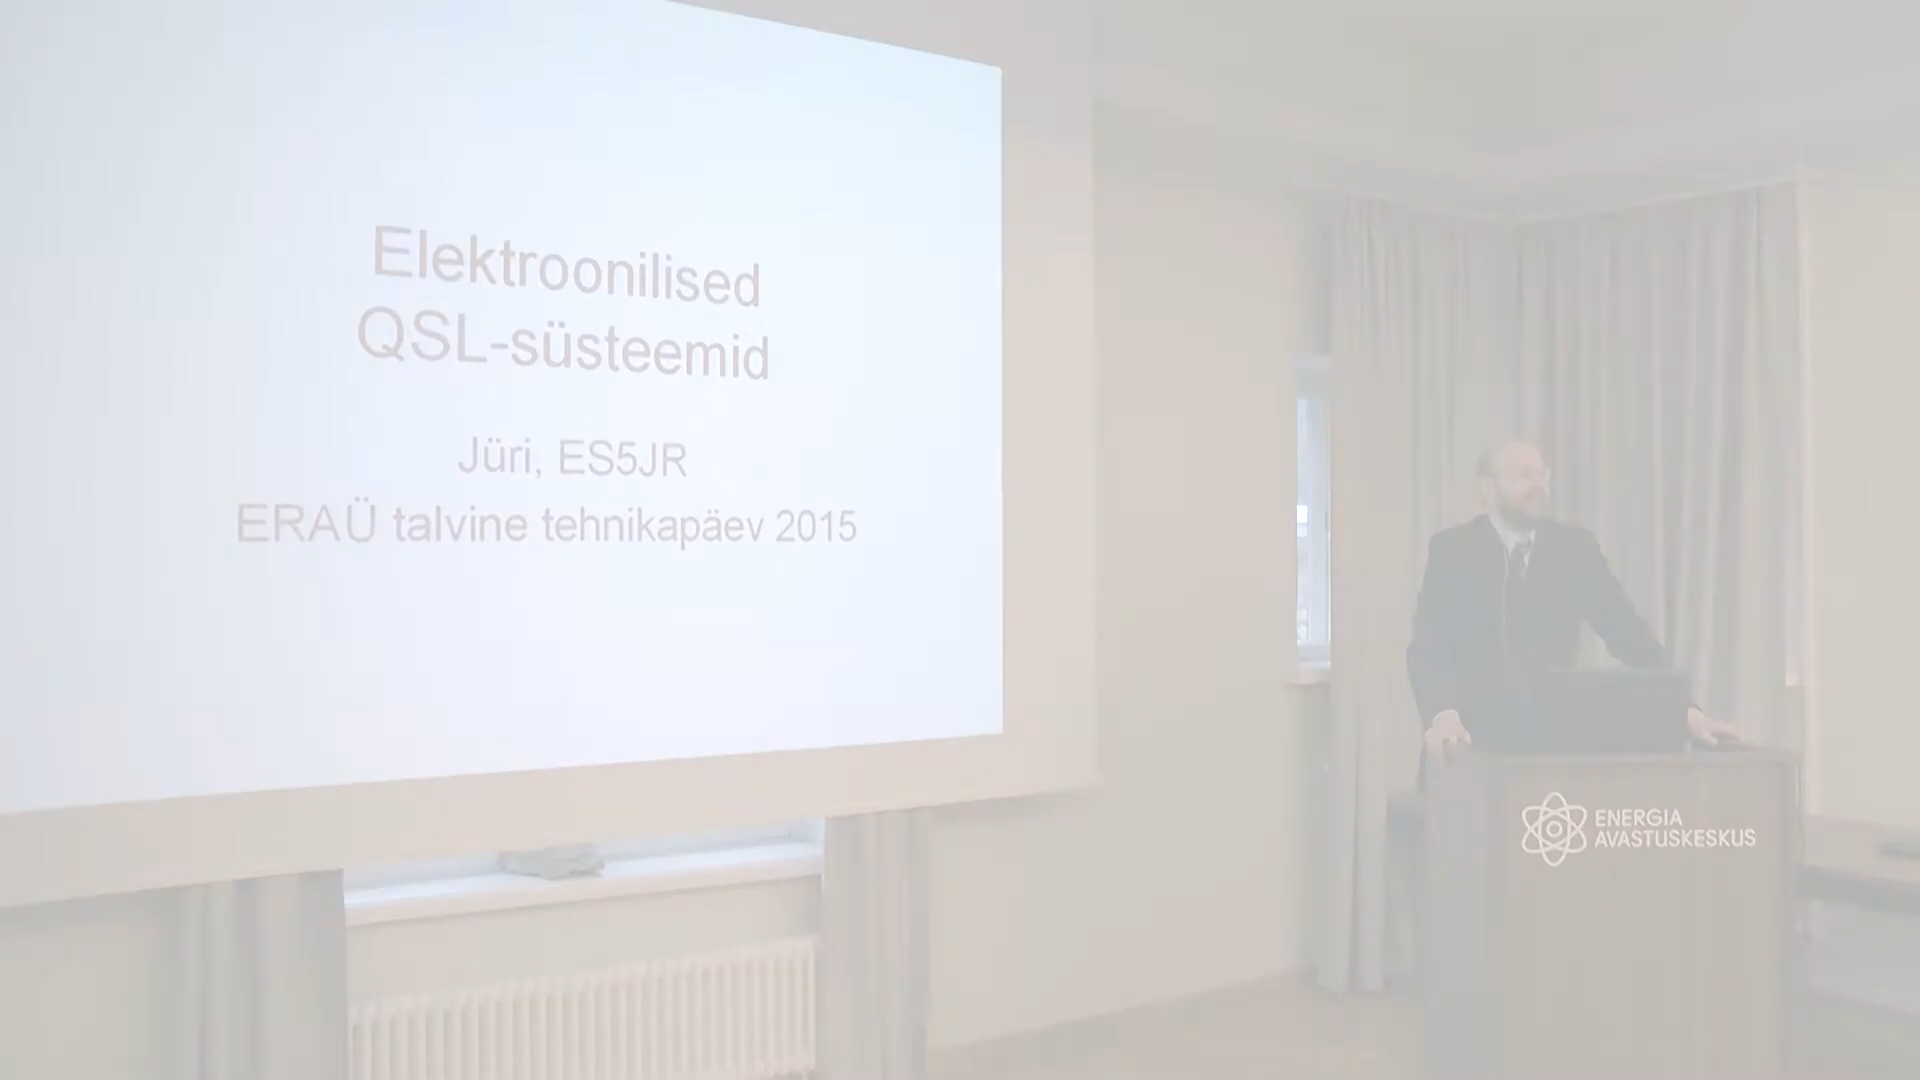 Elektroonilised
QSL-süsteemid
Jüri, ES5JR
ERAÜ talvine tehnikapäev 2015
ENERGIA
AVASTUSKESKUS